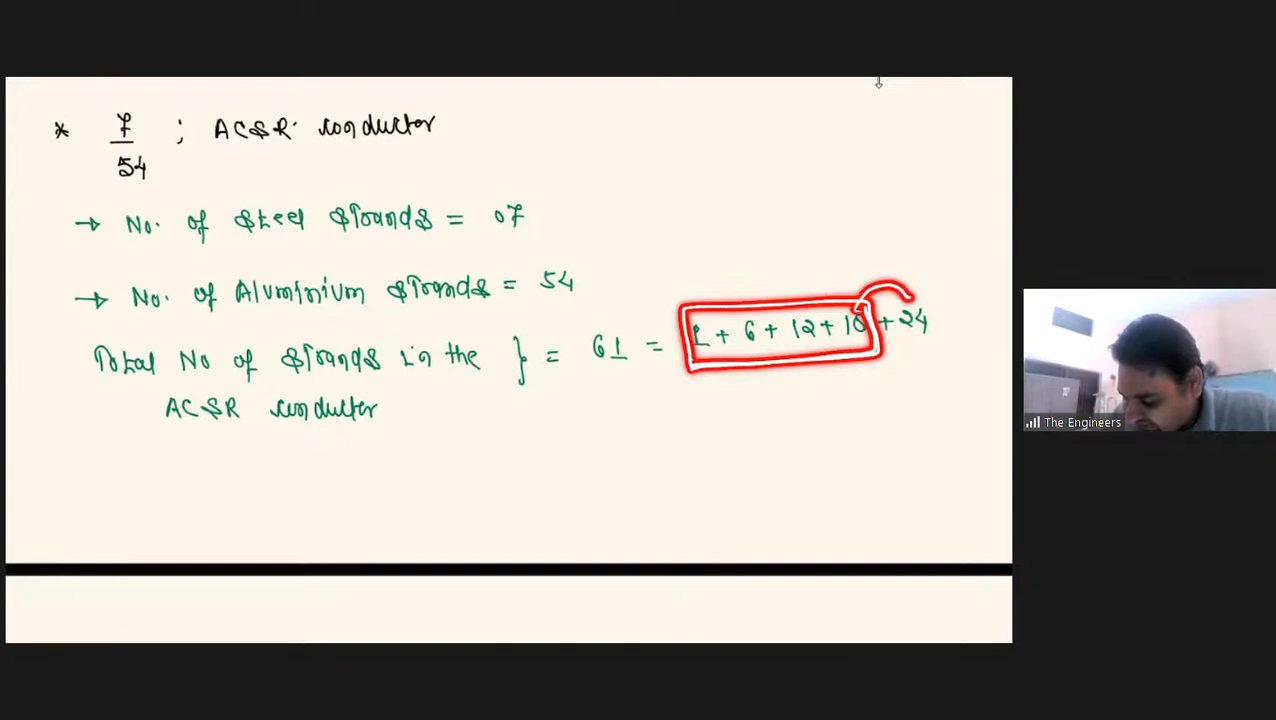 * 7/54 ; ACSR conductor
→ No. of Steel Strands = 07
→ No. of Aluminium Strands = 54
Total No of Strands in the } = 61 = 1 + 6 + 12 + 18 + 24
ACSR conductor
The Engineers